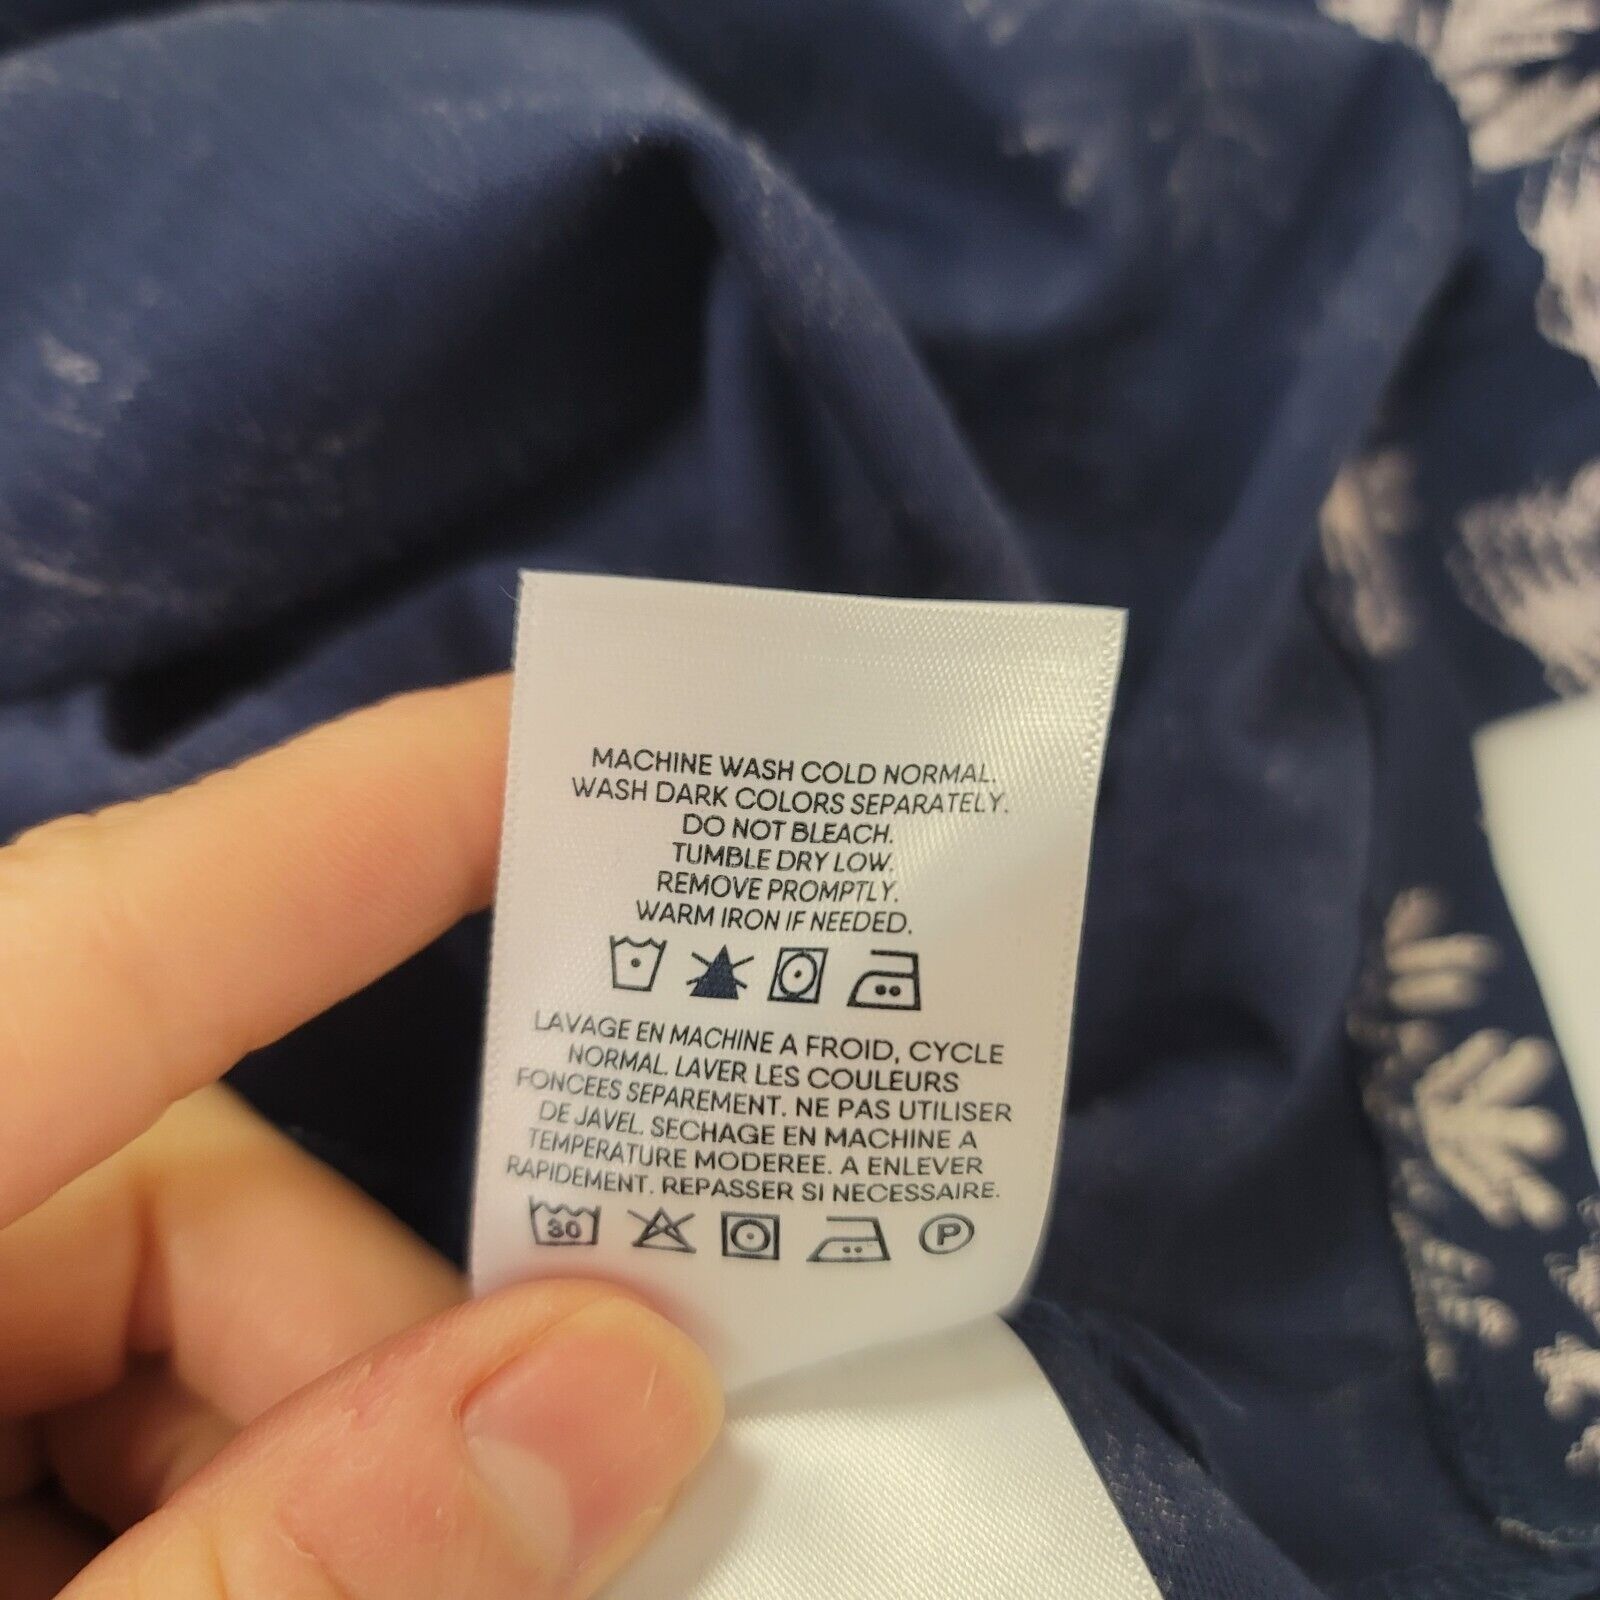 MACHINE WASH COLD NORMAL.
WASH DARK COLORS SEPARATELY.
DO NOT BLEACH.
TUMBLE DRY LOW.
REMOVE PROMPTLY.
WARM IRON IF NEEDED.
LAVAGE EN MACHINE A FROID, CYCLE
NORMAL. LAVER LES COULEURS
FONCEES SEPAREMENT. NE PAS UTILISER
DE JAVEL. SECHAGE EN MACHINE A
TEMPERATURE MODEREE. A ENLEVER
RAPIDEMENT. REPASSER SI NECESSAIRE.
30 P